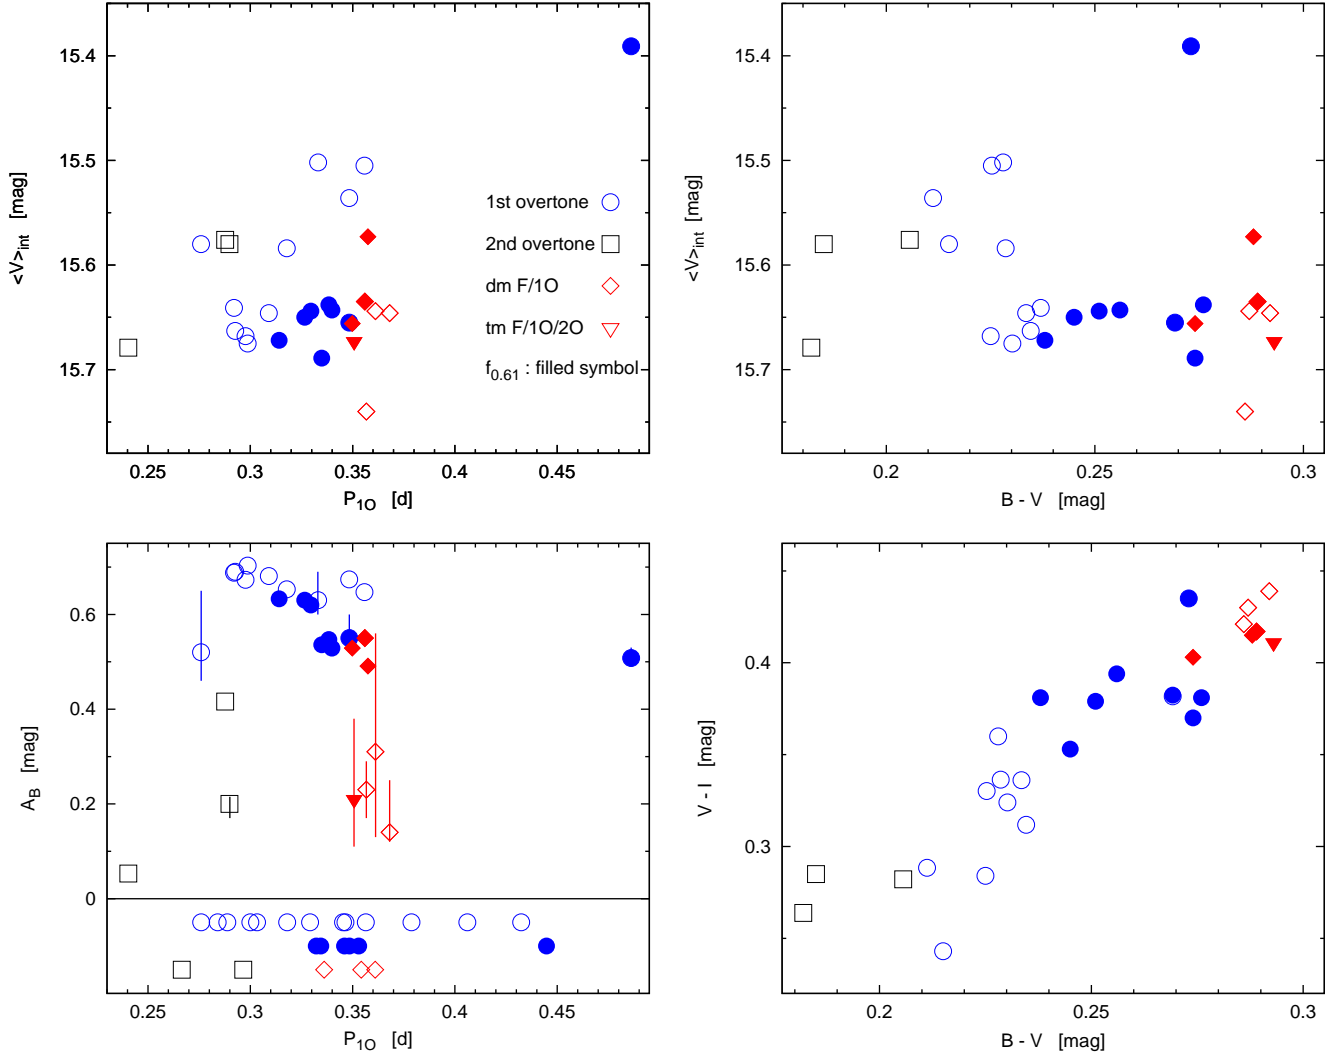 15.4
15.5
15.6
15.7
<V>int [mag]
0.25 0.3 0.35 0.4 0.45
P1O [d]
1st overtone
2nd overtone
dm F/1O
tm F/1O/2O
f0.61 : filled symbol
15.4
15.5
15.6
15.7
<V>int [mag]
0.2 0.25 0.3
B - V [mag]
0.6
0.4
0.2
0
AB [mag]
0.25 0.3 0.35 0.4 0.45
P1O [d]
0.4
0.3
V - I [mag]
0.2 0.25 0.3
B - V [mag]